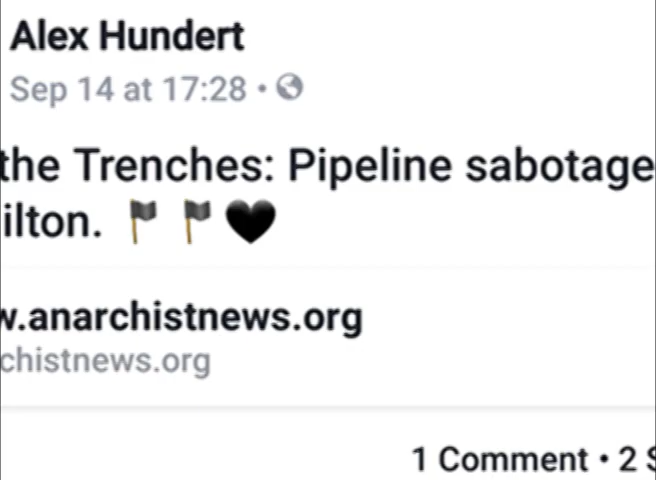 Alex Hundert
Sep 14 at 17:28 •
the Trenches: Pipeline sabotage
ilton. 🏴 🏴 🖤
w.anarchistnews.org
chistnews.org
1 Comment • 2 S